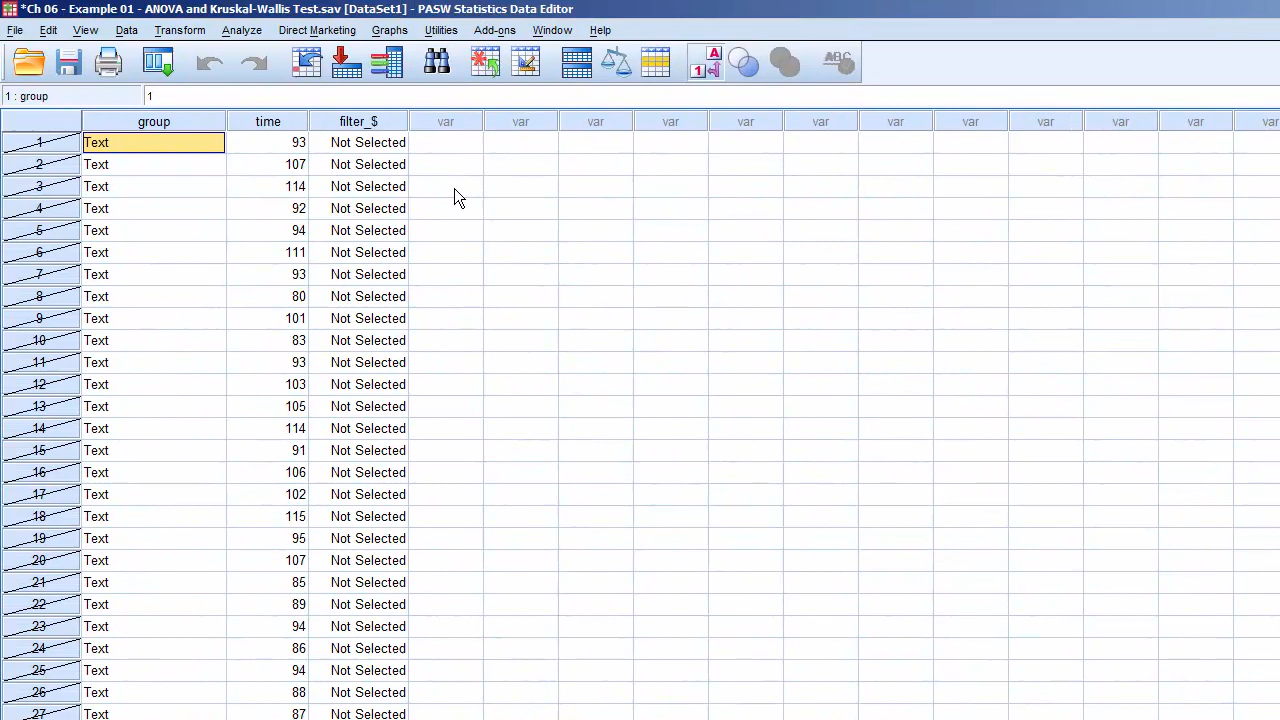 *Ch 06 - Example 01 - ANOVA and Kruskal-Wallis Test.sav [DataSet1] - PASW Statistics Data Editor
File Edit View Data Transform Analyze Direct Marketing Graphs Utilities Add-ons Window Help
1 A ABC
1 : group 1
group time filter_$ var var var var var var var var var var var var
1 Text 93 Not Selected
2 Text 107 Not Selected
3 Text 114 Not Selected
4 Text 92 Not Selected
5 Text 94 Not Selected
6 Text 111 Not Selected
7 Text 93 Not Selected
8 Text 80 Not Selected
9 Text 101 Not Selected
10 Text 83 Not Selected
11 Text 93 Not Selected
12 Text 103 Not Selected
13 Text 105 Not Selected
14 Text 114 Not Selected
15 Text 91 Not Selected
16 Text 106 Not Selected
17 Text 102 Not Selected
18 Text 115 Not Selected
19 Text 95 Not Selected
20 Text 107 Not Selected
21 Text 85 Not Selected
22 Text 89 Not Selected
23 Text 94 Not Selected
24 Text 86 Not Selected
25 Text 94 Not Selected
26 Text 88 Not Selected
27 Text 87 Not Selected